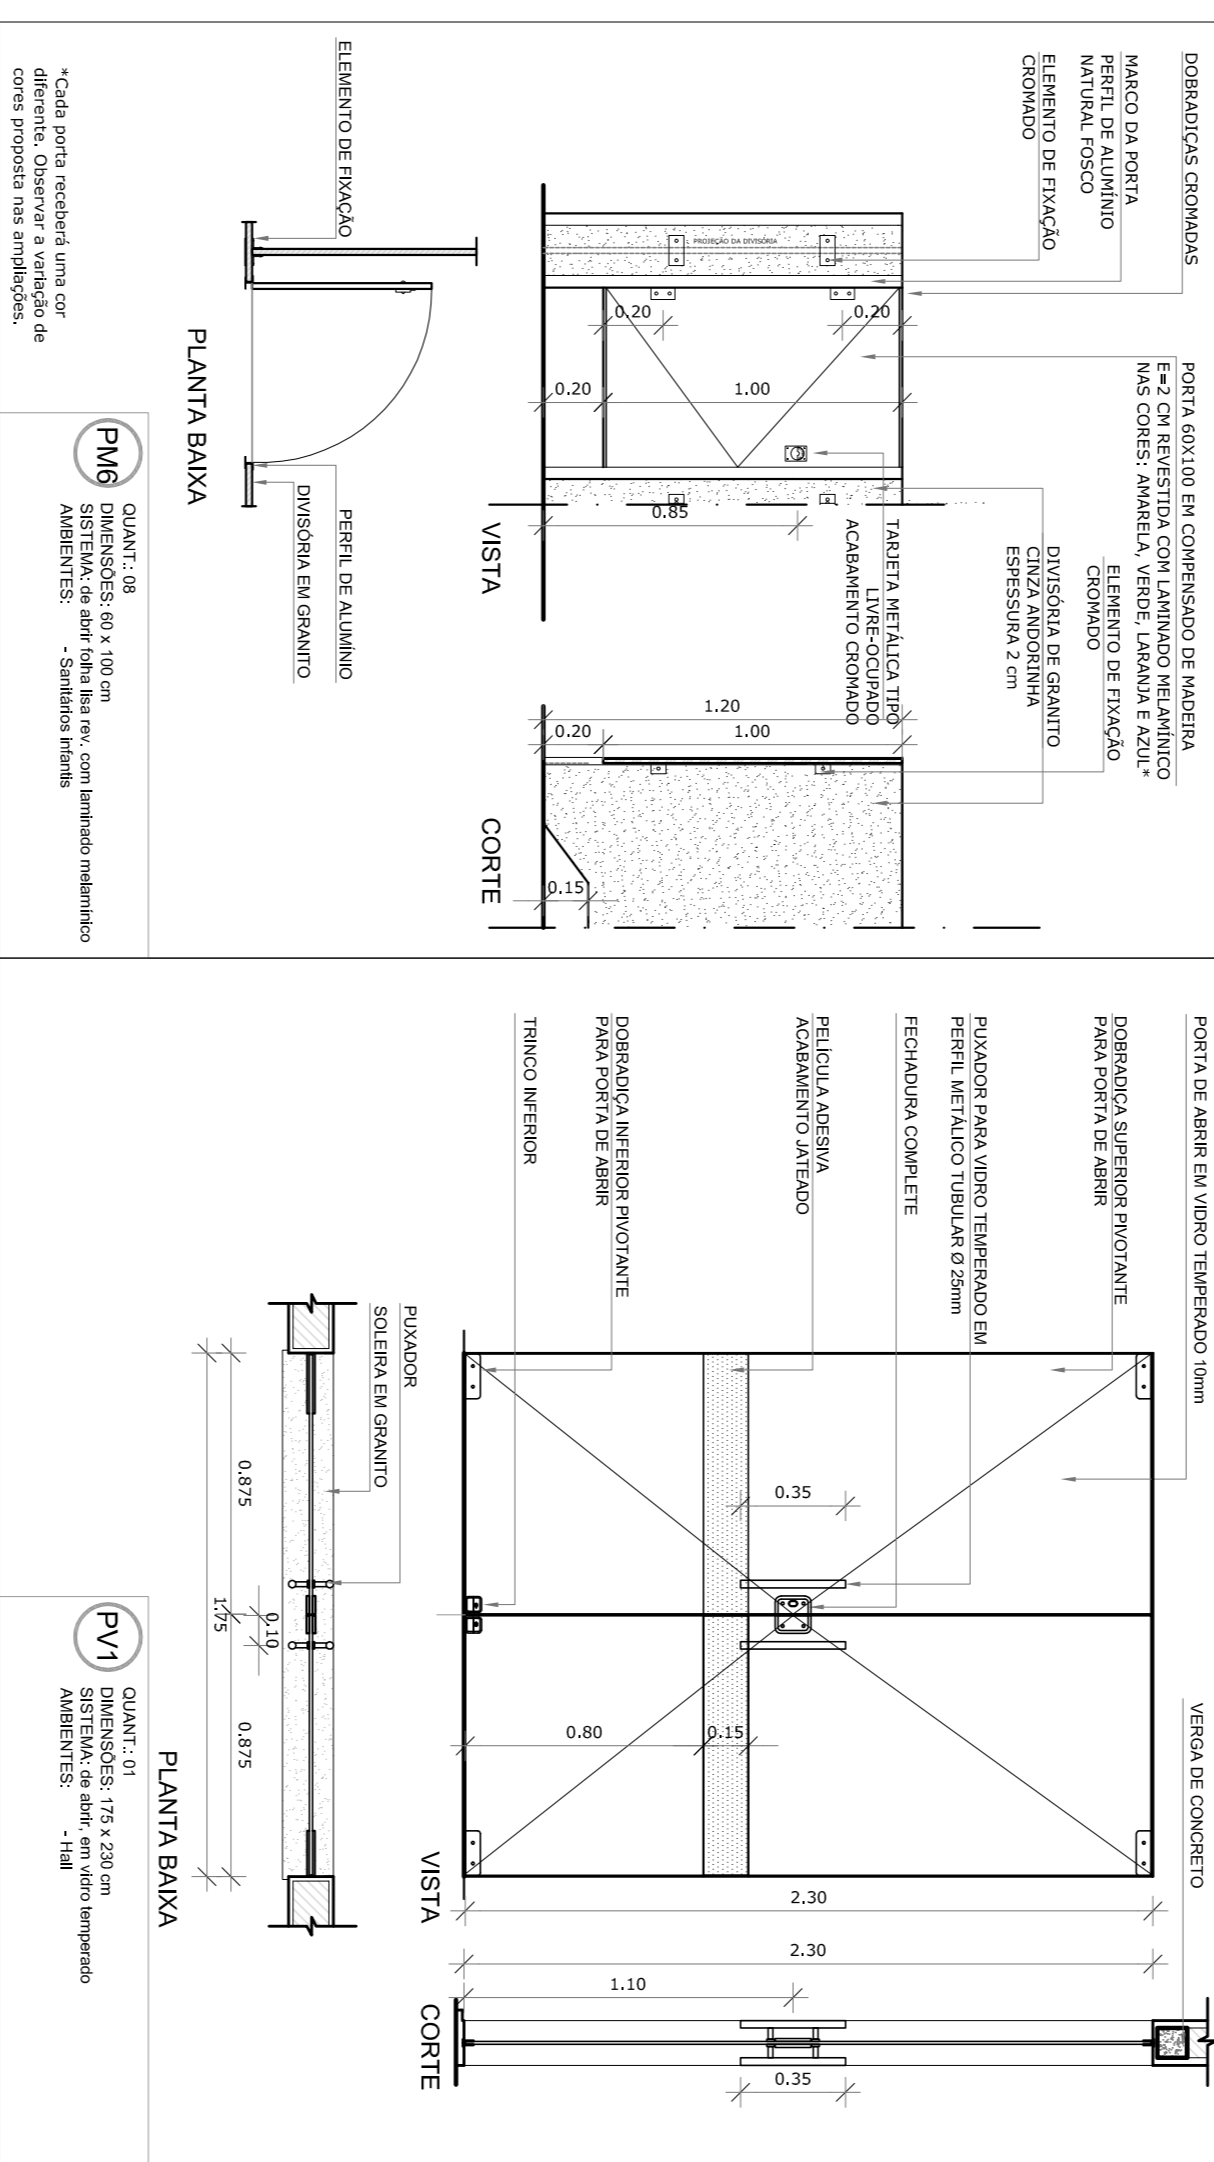 DOBRADIÇAS CROMADAS
MARCO DA PORTA
PERFIL DE ALUMÍNIO
NATURAL FOSCO
ELEMENTO DE FIXAÇÃO
CROMADO
PORTA 60X100 EM COMPENSADO DE MADEIRA
E=2 CM REVESTIDA COM LAMINADO MELAMÍNICO
NAS CORES: AMARELA, VERDE, LARANJA E AZUL*
ELEMENTO DE FIXAÇÃO
CROMADO
DIVISÓRIA DE GRANITO
CINZA ANDORINHA
ESPESSURA 2 cm
TARJETA METÁLICA TIPO
LIVRE-OCUPADO
ACABAMENTO CROMADO
PROJEÇÃO DA DIVISÓRIA
0.20
0.20
0.20
1.00
0.85
VISTA
1.20
0.20
1.00
0.15
CORTE
ELEMENTO DE FIXAÇÃO
PERFIL DE ALUMÍNIO
DIVISÓRIA EM GRANITO
PLANTA BAIXA
*Cada porta receberá uma cor
diferente. Observar a variação de
cores proposta nas ampliações.
PM6
QUANT.: 08
DIMENSÕES: 60 x 100 cm
SISTEMA: de abrir folha lisa rev. com laminado melamínico
AMBIENTES: - Sanitários infantis
PORTA DE ABRIR EM VIDRO TEMPERADO 10mm
DOBRADIÇA SUPERIOR PIVOTANTE
PARA PORTA DE ABRIR
PUXADOR PARA VIDRO TEMPERADO EM
PERFIL METÁLICO TUBULAR Ø 25mm
FECHADURA COMPLETE
PELÍCULA ADESIVA
ACABAMENTO JATEADO
DOBRADIÇA INFERIOR PIVOTANTE
PARA PORTA DE ABRIR
TRINCO INFERIOR
VERGA DE CONCRETO
0.35
0.80
0.15
2.30
VISTA
2.30
1.10
0.35
CORTE
PUXADOR
SOLEIRA EM GRANITO
0.10
0.875
0.875
1.75
PLANTA BAIXA
PV1
QUANT.: 01
DIMENSÕES: 175 x 230 cm
SISTEMA: de abrir, em vidro temperado
AMBIENTES: - Hall